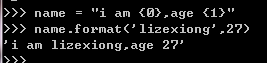 >>> name = "i am {0},age {1}"
>>> name.format('lizexiong',27)
'i am lizexiong,age 27'
>>>